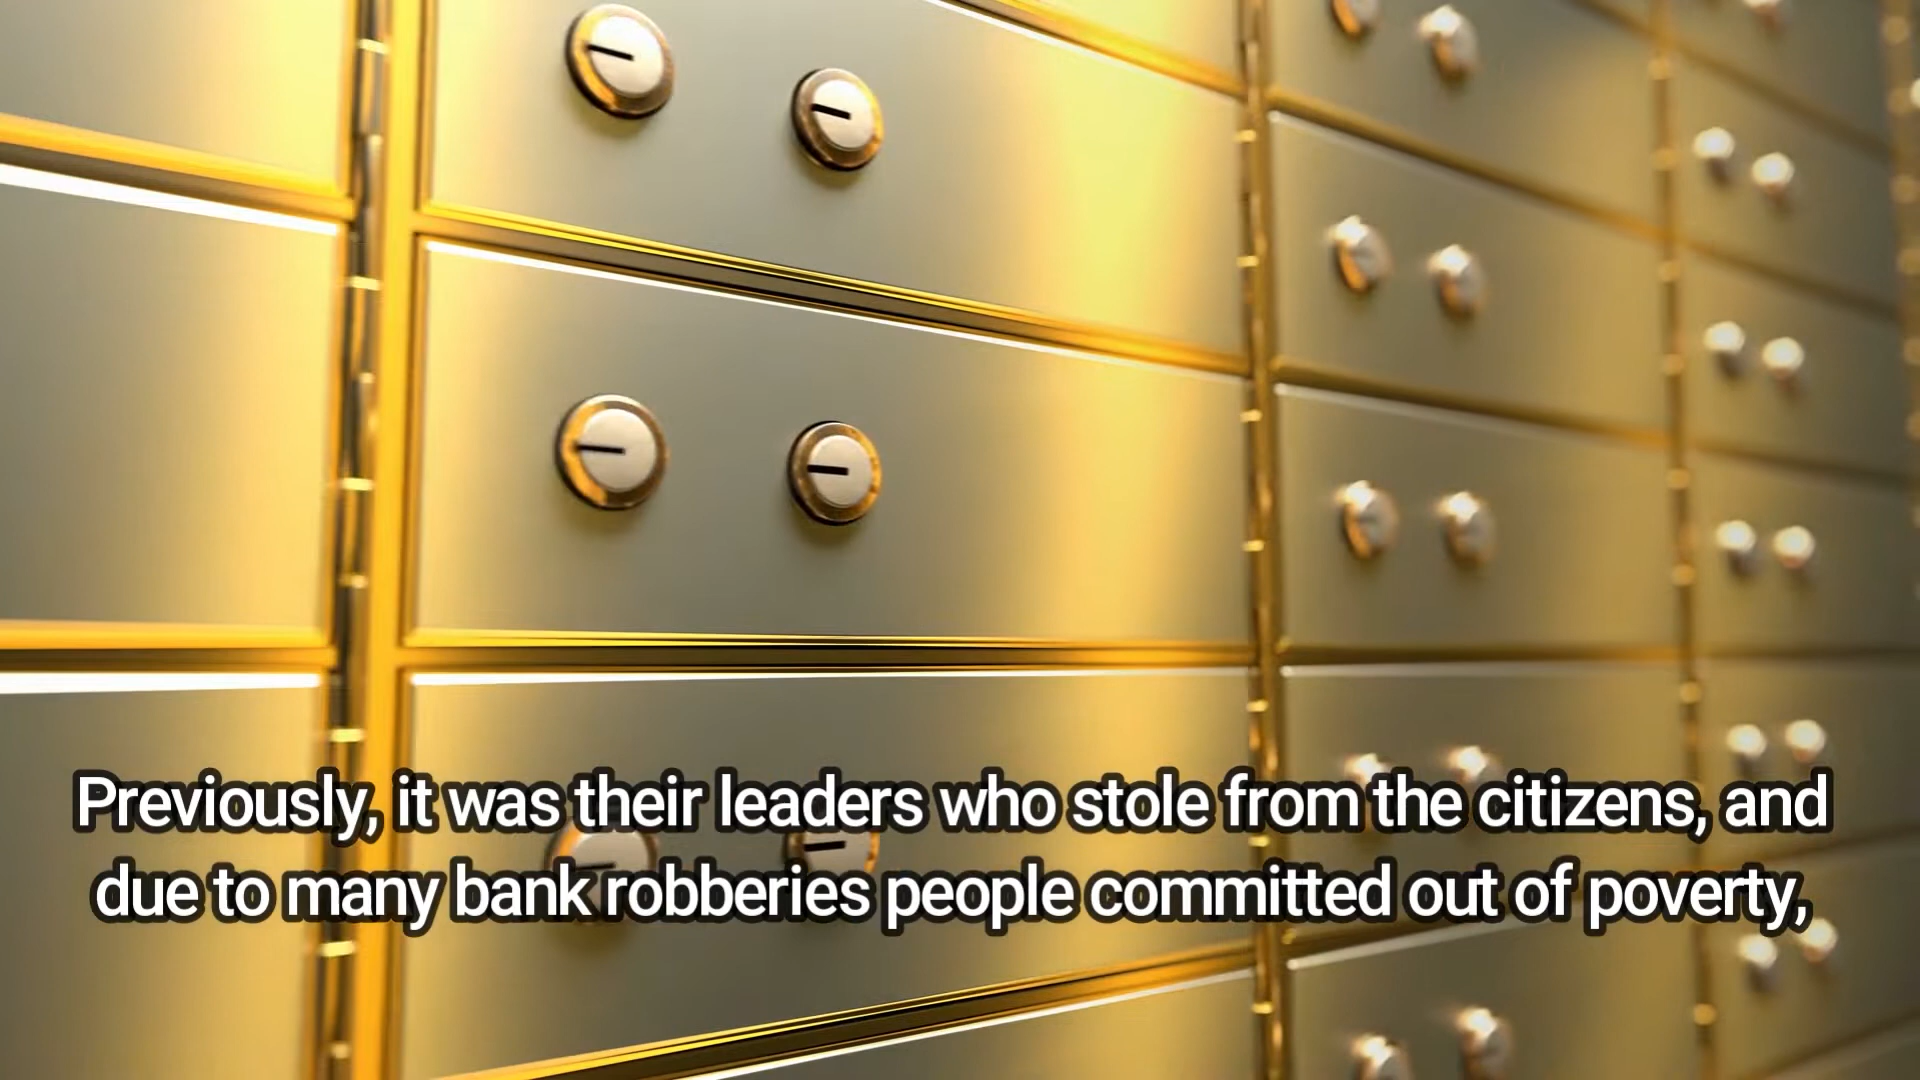 Previously, it was their leaders who stole from the citizens, and
due to many bank robberies people committed out of poverty,